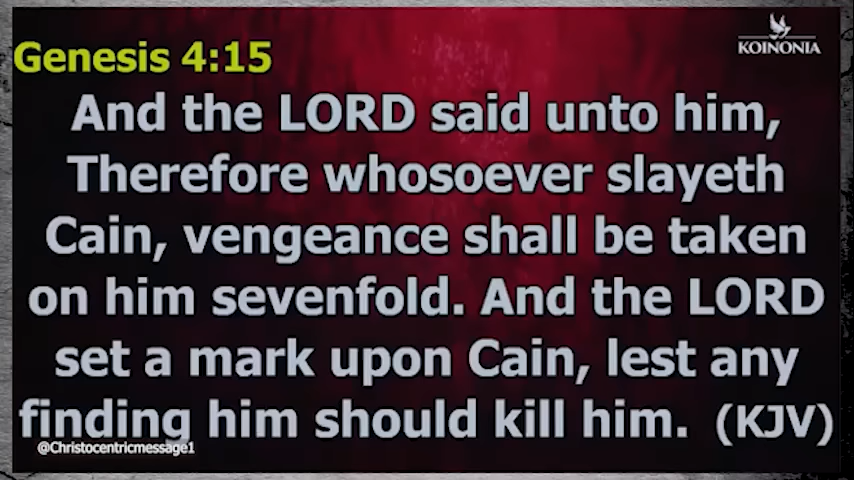 KOINONIA
Genesis 4:15
And the LORD said unto him,
Therefore whosoever slayeth
Cain, vengeance shall be taken
on him sevenfold. And the LORD
set a mark upon Cain, lest any
finding him should kill him. (KJV)
@Christocentricmessage1